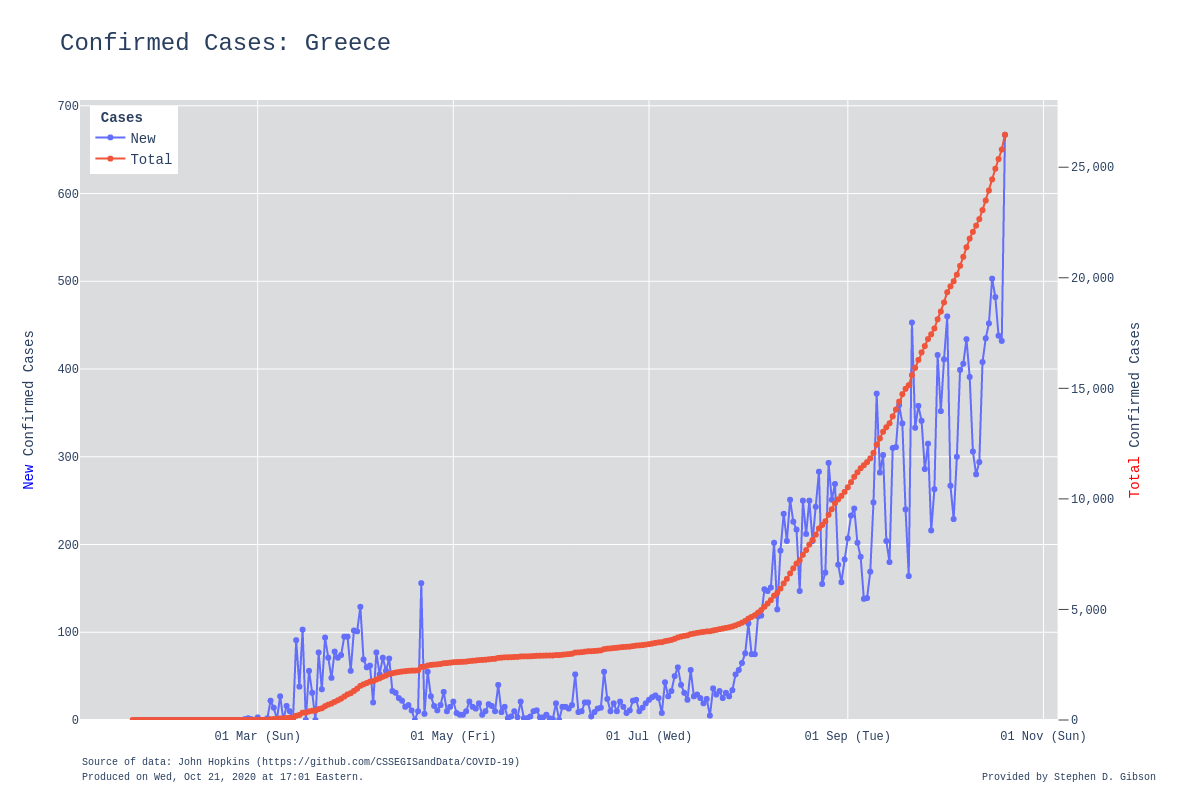 Confirmed Cases: Greece
Cases
New
Total
700
600
500
400
300
200
100
0
New Confirmed Cases
25,000
20,000
15,000
10,000
5,000
0
Total Confirmed Cases
01 Mar (Sun)
01 May (Fri)
01 Jul (Wed)
01 Sep (Tue)
01 Nov (Sun)
Source of data: John Hopkins (https://github.com/CSSEGISandData/COVID-19)
Produced on Wed, Oct 21, 2020 at 17:01 Eastern.
Provided by Stephen D. Gibson